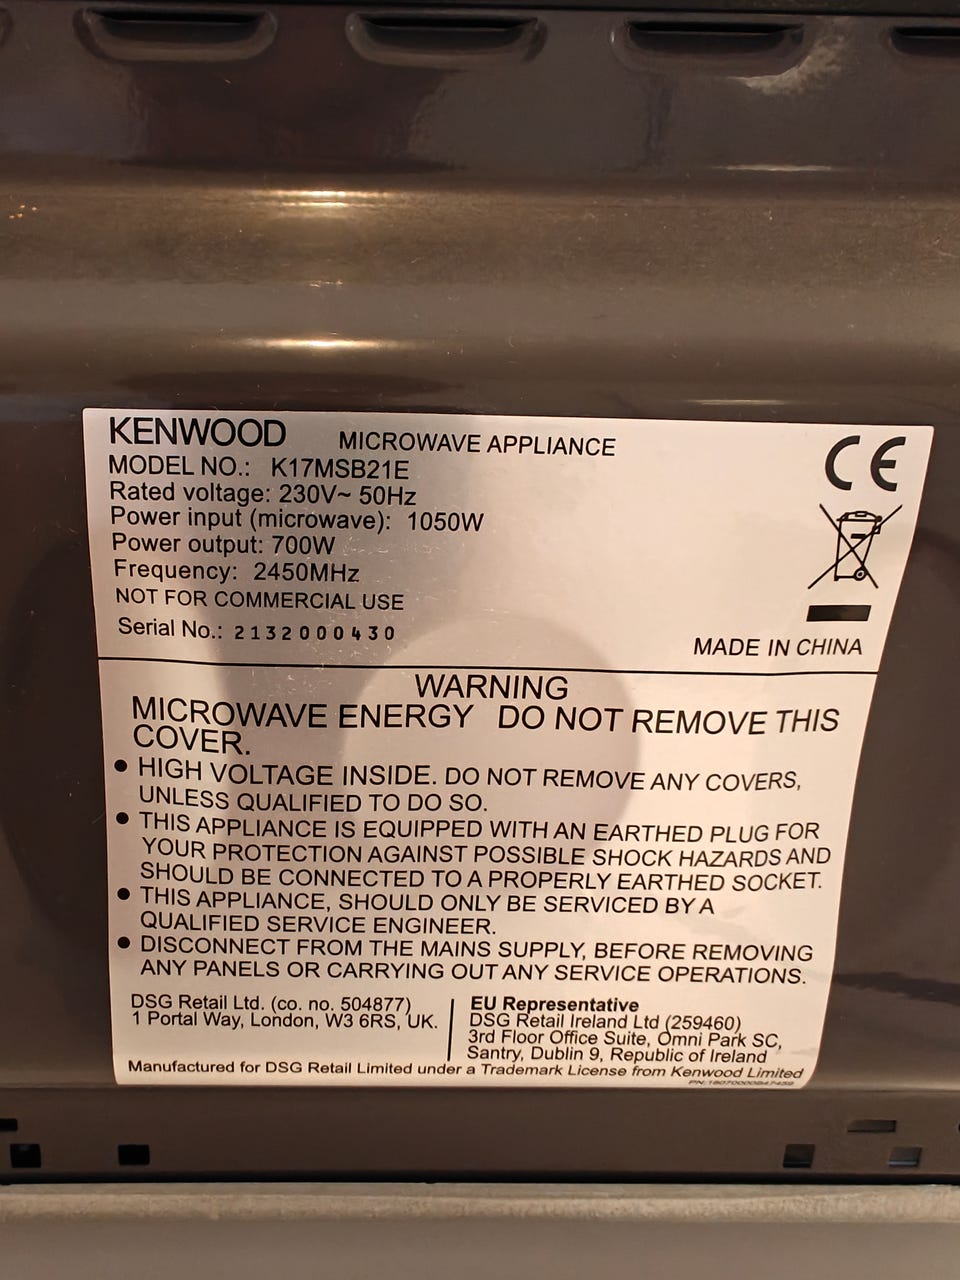 KENWOOD MICROWAVE APPLIANCE
MODEL NO.: K17MSB21E
Rated voltage: 230V~ 50Hz
Power input (microwave): 1050W
Power output: 700W
Frequency: 2450MHz
NOT FOR COMMERCIAL USE
Serial No.: 2132000430
CE
MADE IN CHINA
WARNING
MICROWAVE ENERGY DO NOT REMOVE THIS
COVER.
• HIGH VOLTAGE INSIDE. DO NOT REMOVE ANY COVERS,
UNLESS QUALIFIED TO DO SO.
• THIS APPLIANCE IS EQUIPPED WITH AN EARTHED PLUG FOR
YOUR PROTECTION AGAINST POSSIBLE SHOCK HAZARDS AND
SHOULD BE CONNECTED TO A PROPERLY EARTHED SOCKET.
• THIS APPLIANCE, SHOULD ONLY BE SERVICED BY A
QUALIFIED SERVICE ENGINEER.
• DISCONNECT FROM THE MAINS SUPPLY, BEFORE REMOVING
ANY PANELS OR CARRYING OUT ANY SERVICE OPERATIONS.
DSG Retail Ltd. (co. no. 504877)
1 Portal Way, London, W3 6RS, UK.
EU Representative
DSG Retail Ireland Ltd (259460)
3rd Floor Office Suite, Omni Park SC,
Santry, Dublin 9, Republic of Ireland
Manufactured for DSG Retail Limited under a Trademark License from Kenwood Limited